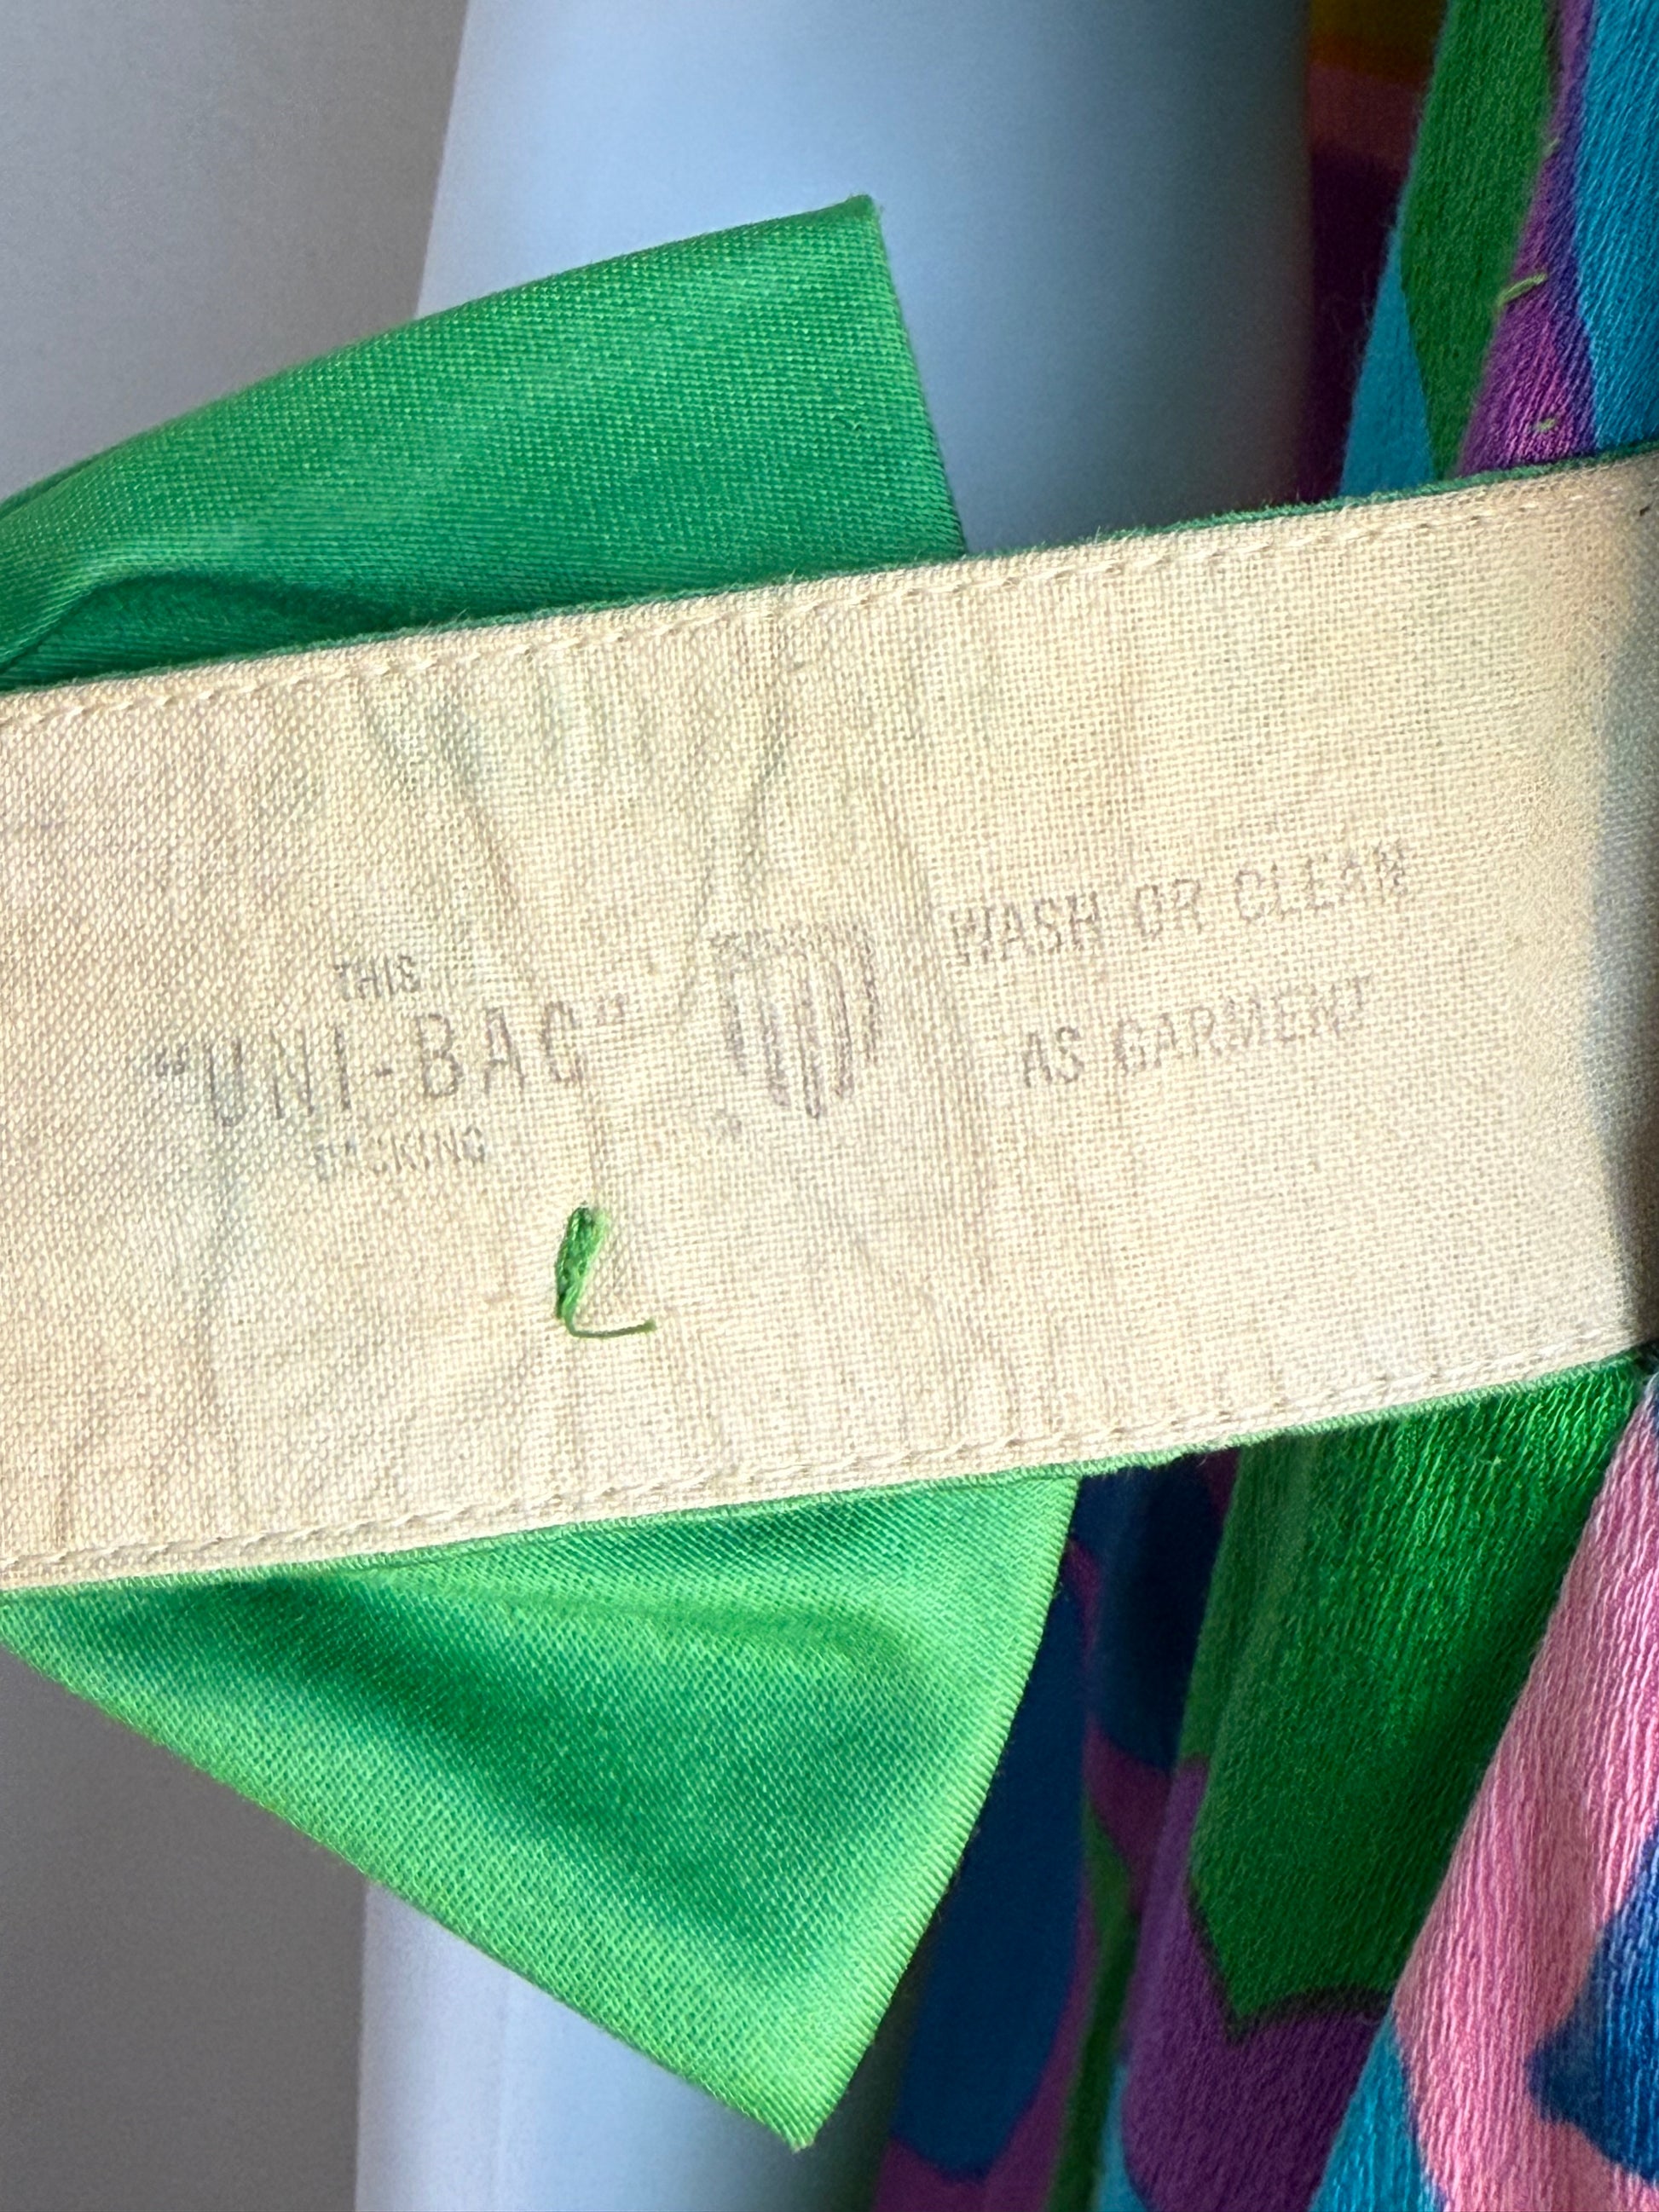 THIS
"UNI-BAC"
BACKING
WASH OR CLEAN
AS GARMENT